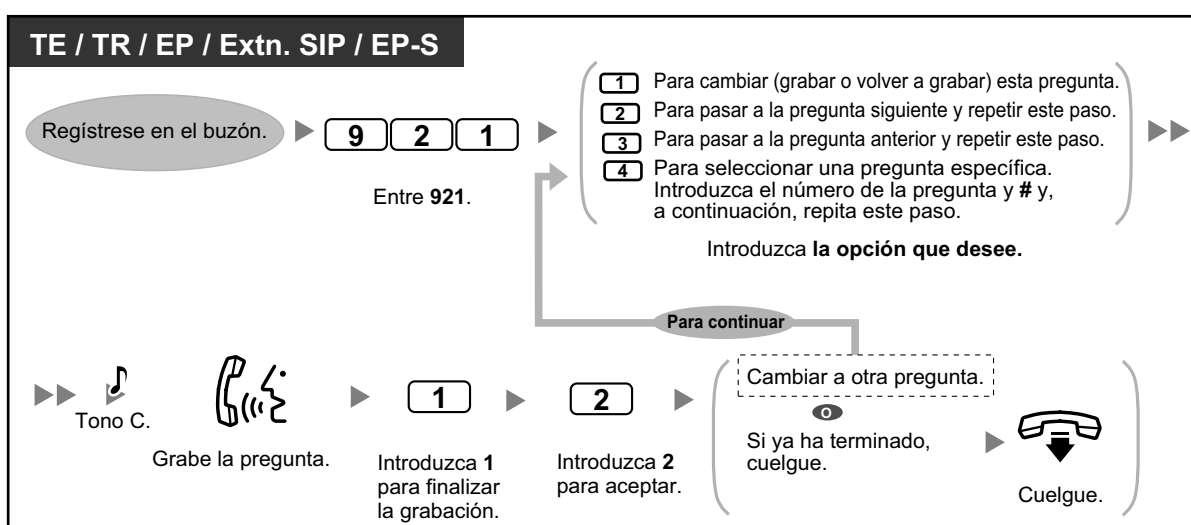 TE / TR / EP / Extn. SIP / EP-S
Regístrese en el buzón.
9 2 1
Entre 921.
1 Para cambiar (grabar o volver a grabar) esta pregunta.
2 Para pasar a la pregunta siguiente y repetir este paso.
3 Para pasar a la pregunta anterior y repetir este paso.
4 Para seleccionar una pregunta específica.
Introduzca el número de la pregunta y # y,
a continuación, repita este paso.
Introduzca la opción que desee.
Para continuar
Tono C.
Grabe la pregunta.
1
Introduzca 1
para finalizar
la grabación.
2
Introduzca 2
para aceptar.
Cambiar a otra pregunta.
O
Si ya ha terminado,
cuelgue.
Cuelgue.